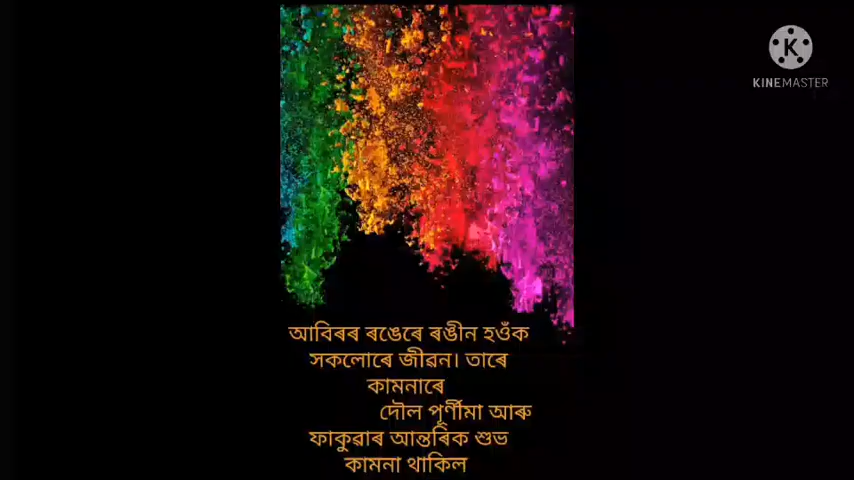 KINEMASTER
আবিৰৰ ৰঙেৰে ৰঙীন হওঁক
সকলোৰে জীৱন। তাৰে
কামনাৰে
দৌল পূৰ্ণীমা আৰু
ফাকুৱাৰ আন্তৰিক শুভ
কামনা থাকিল